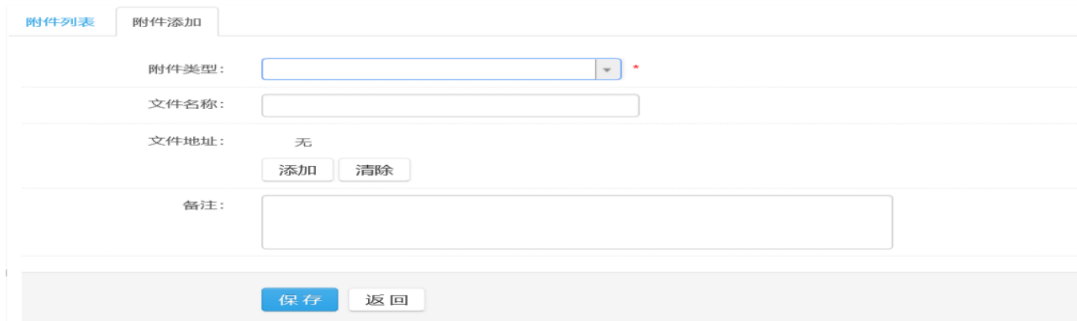 附件列表 附件添加
附件类型: *
文件名称:
文件地址: 无
添加 清除
备注:
保存 返回